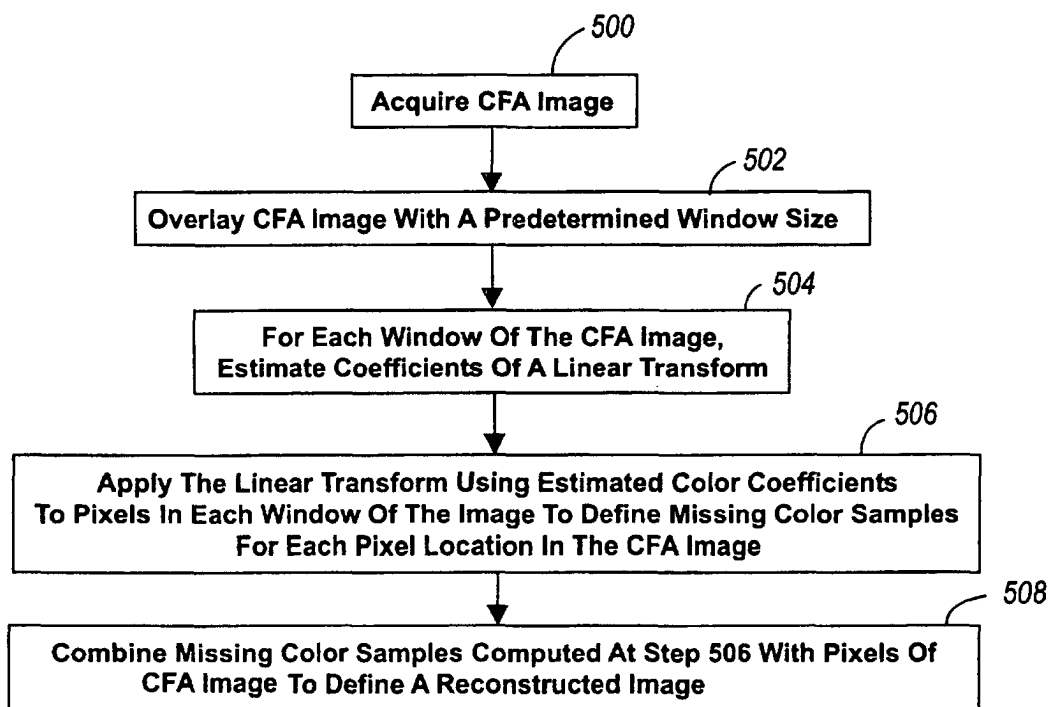 500
Acquire CFA Image
502
Overlay CFA Image With A Predetermined Window Size
504
For Each Window Of The CFA Image,
Estimate Coefficients Of A Linear Transform
506
Apply The Linear Transform Using Estimated Color Coefficients
To Pixels In Each Window Of The Image To Define Missing Color Samples
For Each Pixel Location In The CFA Image
508
Combine Missing Color Samples Computed At Step 506 With Pixels Of
CFA Image To Define A Reconstructed Image